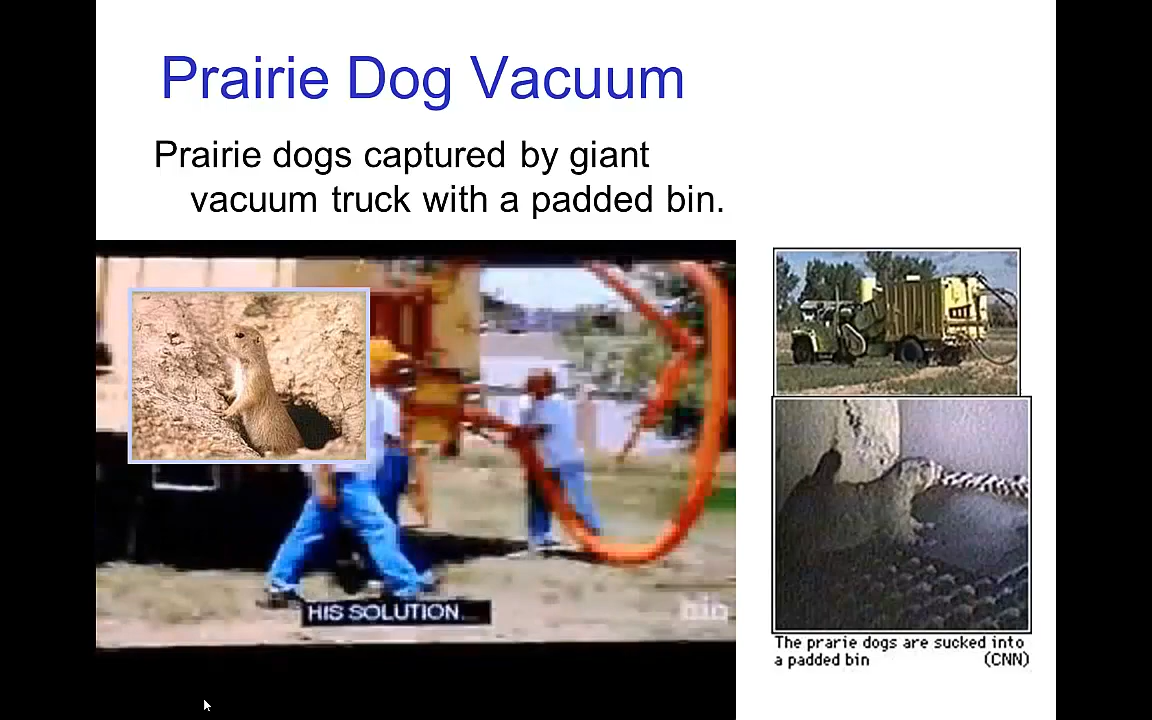 Prairie Dog Vacuum
Prairie dogs captured by giant
vacuum truck with a padded bin.
HIS SOLUTION...
bio
The prarie dogs are sucked into
a padded bin (CNN)